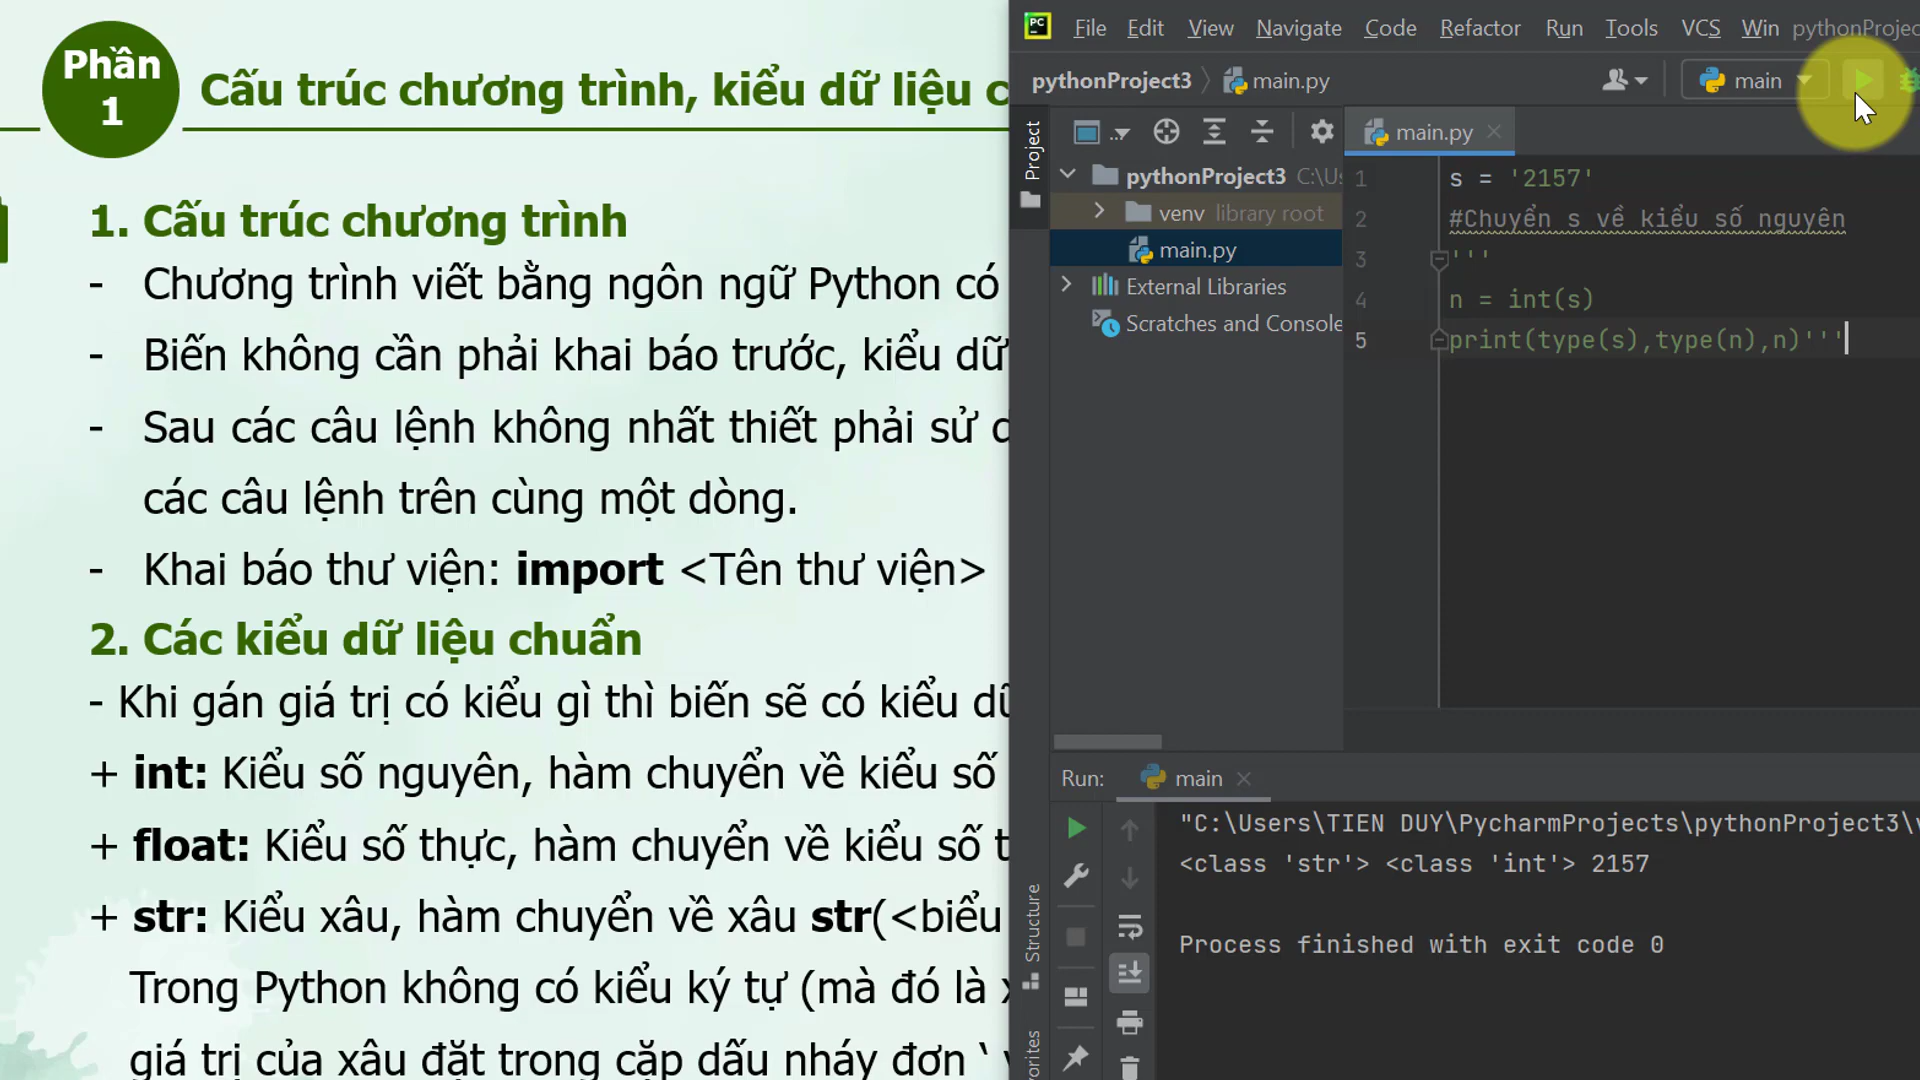 Phần
1
Cấu trúc chương trình, kiểu dữ liệu c
1. Cấu trúc chương trình
- Chương trình viết bằng ngôn ngữ Python có
- Biến không cần phải khai báo trước, kiểu dữ
- Sau các câu lệnh không nhất thiết phải sử d
các câu lệnh trên cùng một dòng.
- Khai báo thư viện: import <Tên thư viện>
2. Các kiểu dữ liệu chuẩn
- Khi gán giá trị có kiểu gì thì biến sẽ có kiểu dữ
+ int: Kiểu số nguyên, hàm chuyển về kiểu số
+ float: Kiểu số thực, hàm chuyển về kiểu số t
+ str: Kiểu xâu, hàm chuyển về xâu str(<biểu
Trong Python không có kiểu ký tự (mà đó là x
giá trị của xâu đặt trong cặp dấu nháy đơn ‘ v
PC
File Edit View Navigate Code Refactor Run Tools VCS Win pythonProjec
pythonProject3 main.py
main
Project
main.py
pythonProject3 C:\Us
venv library root
main.py
External Libraries
Scratches and Console
1 s = '2157'
2 #Chuyển s về kiểu số nguyên
3 '''
4 n = int(s)
5 print(type(s),type(n),n)'''
Run: main
"C:\Users\TIEN DUY\PycharmProjects\pythonProject3\v
<class 'str'> <class 'int'> 2157
Process finished with exit code 0
Structure
vorites